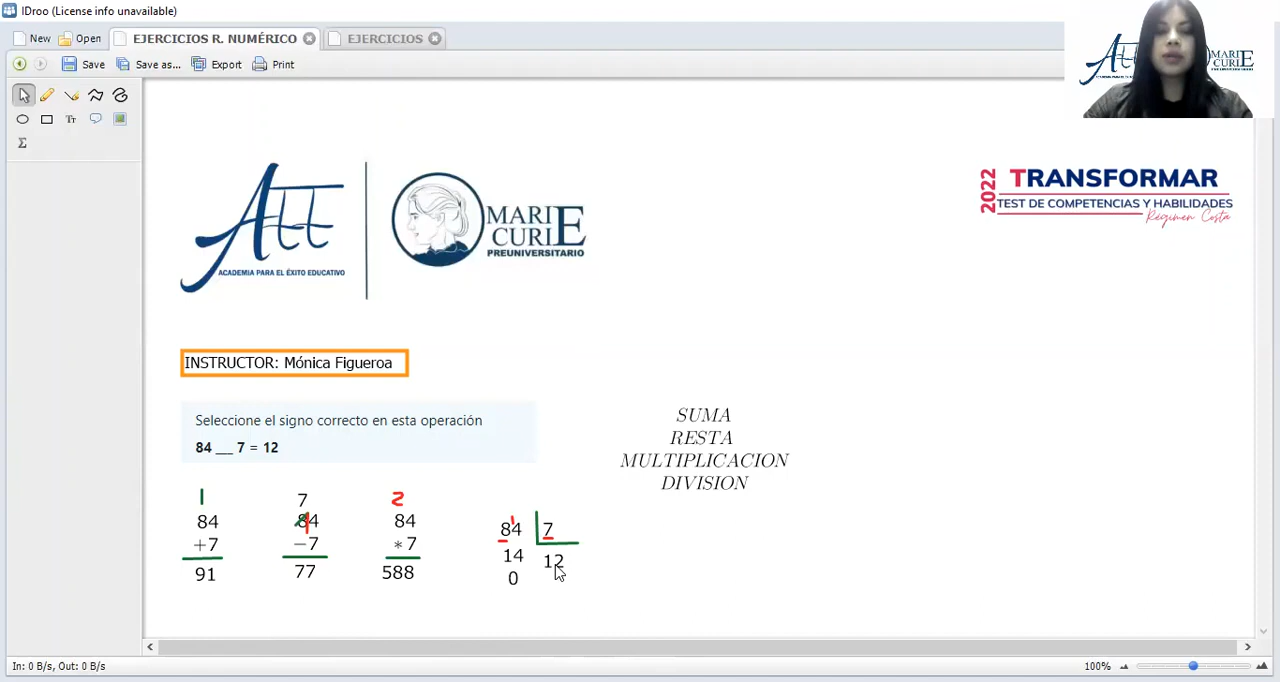 IDroo (License info unavailable)
New Open EJERCICIOS R. NUMÉRICO EJERCICIOS
Save Save as... Export Print
Att
ACADEMIA PARA EL ÉXITO EDUCATIVO
MARIE CURIE
PREUNIVERSITARIO
2022 TRANSFORMAR
TEST DE COMPETENCIAS Y HABILIDADES
Régimen Costa
INSTRUCTOR: Mónica Figueroa
Seleccione el signo correcto en esta operación
84 __ 7 = 12
SUMA
RESTA
MULTIPLICACION
DIVISION
1
84
+7
91
7
84
1
−7
77
2
84
*7
588
84 7
1
14 12
0
In: 0 B/s, Out: 0 B/s
100%